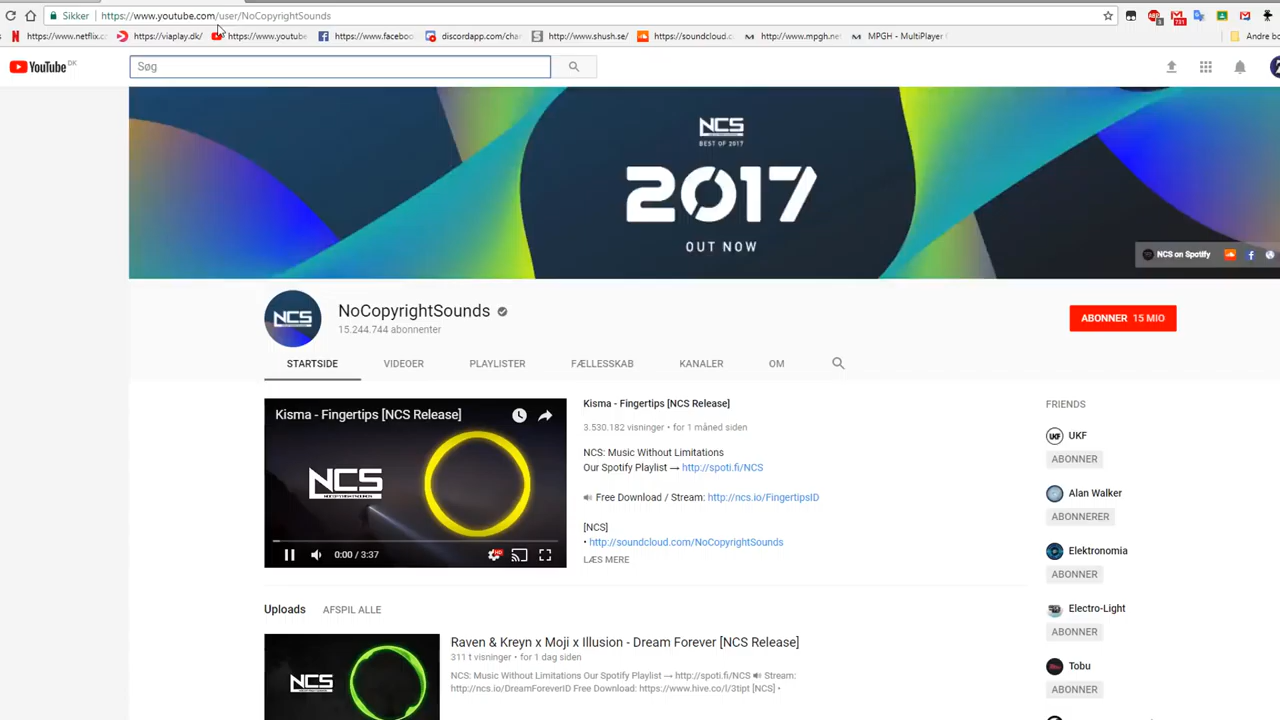 Sikker https://www.youtube.com/user/NoCopyrightSounds
731
https://www.netflix.c https://viaplay.dk/ https://www.youtube https://www.faceboo discordapp.com/cha http://www.shush.se/ https://soundcloud.c http://www.mpgh.ne MPGH - MultiPlayer Andre bo
YouTube DK Søg
NCS
BEST OF 2017
2017
OUT NOW
NCS on Spotify
NCS
NoCopyrightSounds
15.244.744 abonnenter
ABONNER 15 MIO
STARTSIDE VIDEOER PLAYLISTER FÆLLESSKAB KANALER OM
Kisma - Fingertips [NCS Release]
NCS
0:00 / 3:37
HD
Kisma - Fingertips [NCS Release]
3.530.182 visninger • for 1 måned siden
NCS: Music Without Limitations
Our Spotify Playlist → http://spoti.fi/NCS
Free Download / Stream: http://ncs.io/FingertipsID
[NCS]
• http://soundcloud.com/NoCopyrightSounds
LÆS MERE
FRIENDS
UKF
ABONNER
Alan Walker
ABONNERER
Elektronomia
ABONNER
Electro-Light
ABONNER
Tobu
ABONNER
Uploads AFSPIL ALLE
NCS
Raven & Kreyn x Moji x Illusion - Dream Forever [NCS Release]
311 t visninger • for 1 dag siden
NCS: Music Without Limitations Our Spotify Playlist → http://spoti.fi/NCS Stream:
http://ncs.io/DreamForeverID Free Download: https://www.hive.co/l/3tipt [NCS] •